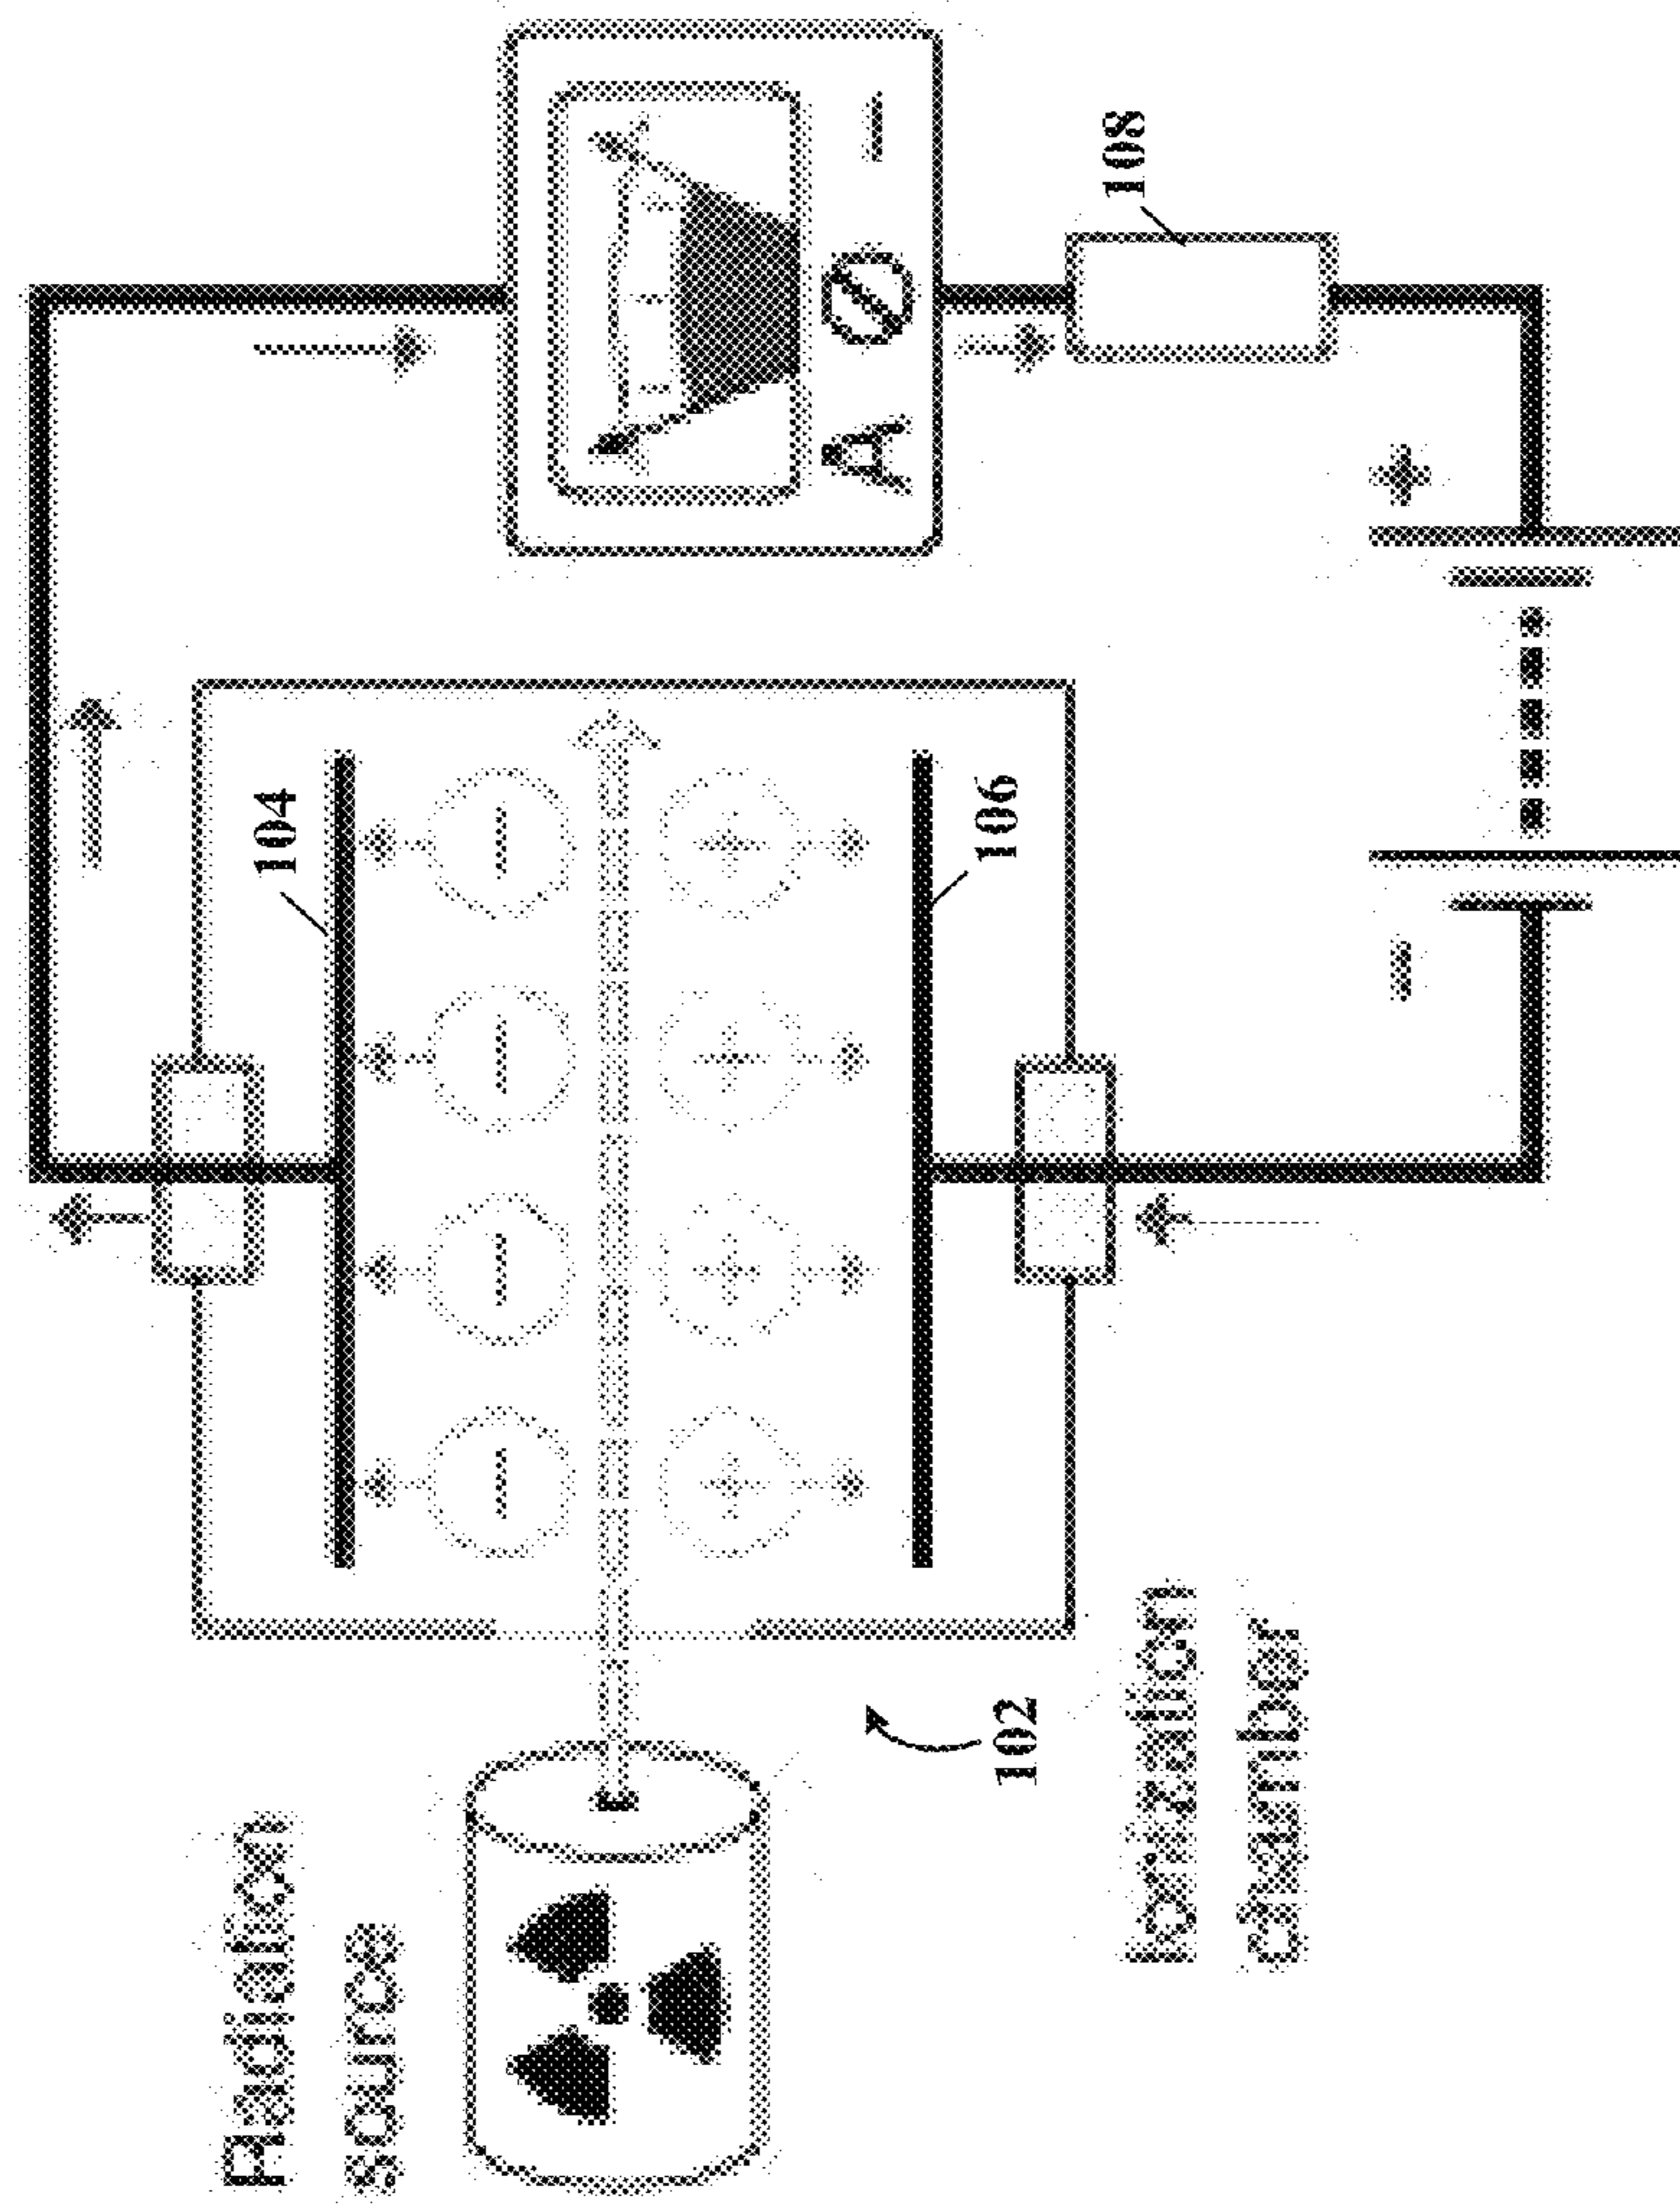 Radiation
source
104
A Ø −
108
+
− − − −
+ + + +
106
102
Ionization
chamber
−